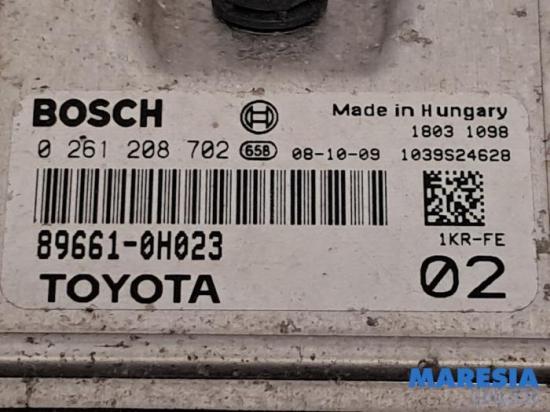 BOSCH
Made in Hungary
1803 1098
0 261 208 702 65B 08-10-09 1039S24628
89661-0H023
1KR-FE
TOYOTA
02
MARESIA